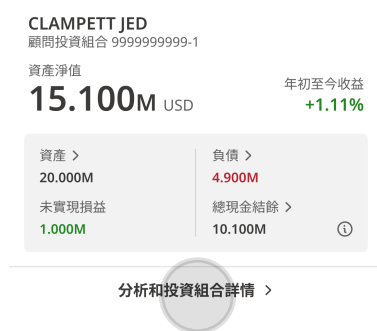 CLAMPETT JED
顧問投資組合 9999999999-1
資產淨值
15.100M USD
年初至今收益
+1.11%
資產
20.000M
負債
4.900M
未實現損益
1.000M
總現金結餘
10.100M
分析和投資組合詳情